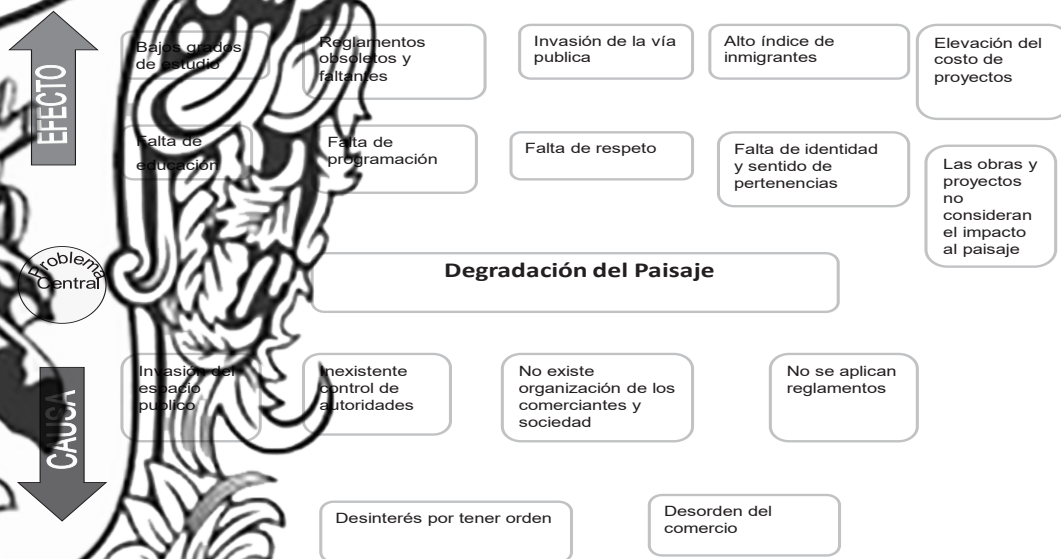 EFECTO
Bajos grados
de estudio
Reglamentos
obsoletos y
faltantes
Invasión de la vía
publica
Alto índice de
inmigrantes
Elevación del
costo de
proyectos
Falta de
educación
Falta de
programación
Falta de respeto
Falta de identidad
y sentido de
pertenencias
Las obras y
proyectos
no
consideran
el impacto
al paisaje
Problema
Central
Degradación del Paisaje
CAUSA
Invasión del
espacio
publico
Inexistente
control de
autoridades
No existe
organización de los
comerciantes y
sociedad
No se aplican
reglamentos
Desinterés por tener orden
Desorden del
comercio